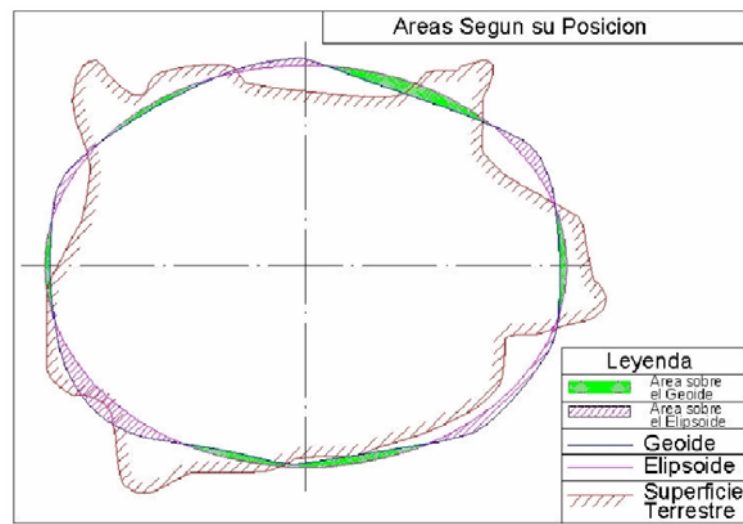 Areas Segun su Posicion
Leyenda
Area sobre
el Geoide
Area sobre
el Elipsoide
Geoide
Elipsoide
Superficie
Terrestre